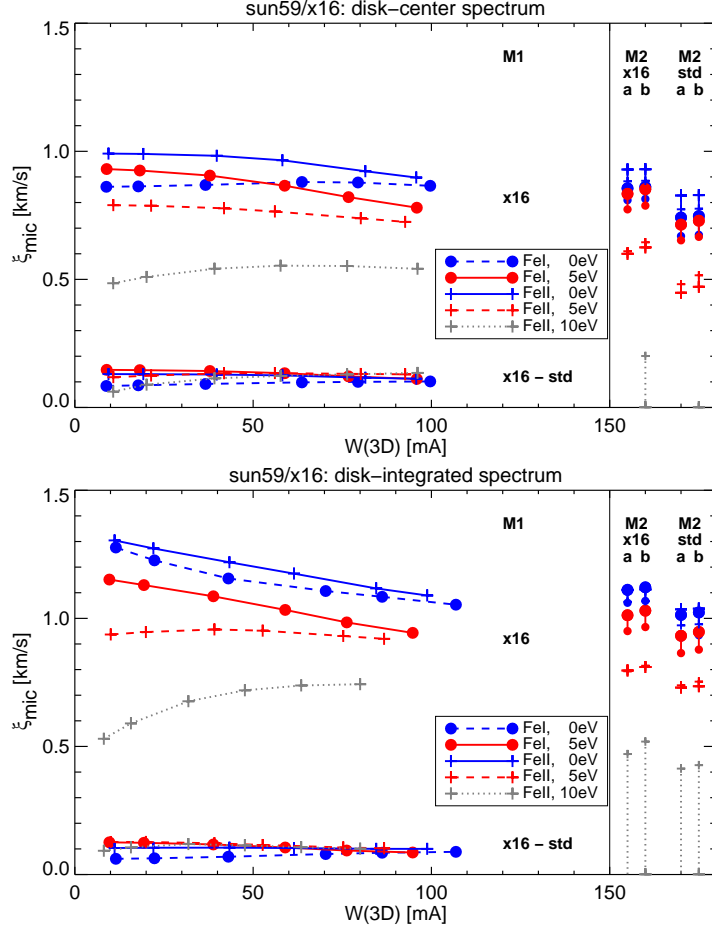 sun59/x16: disk−center spectrum
1.5
1.0
0.5
0.0
ξmic [km/s]
M1
M2 M2
x16 std
a b a b
x16
FeI, 0eV
FeI, 5eV
FeII, 0eV
FeII, 5eV
FeII, 10eV
x16 − std
0 50 100 150
W(3D) [mA]
sun59/x16: disk−integrated spectrum
1.5
1.0
0.5
0.0
ξmic [km/s]
M1
M2 M2
x16 std
a b a b
x16
FeI, 0eV
FeI, 5eV
FeII, 0eV
FeII, 5eV
FeII, 10eV
x16 − std
0 50 100 150
W(3D) [mA]